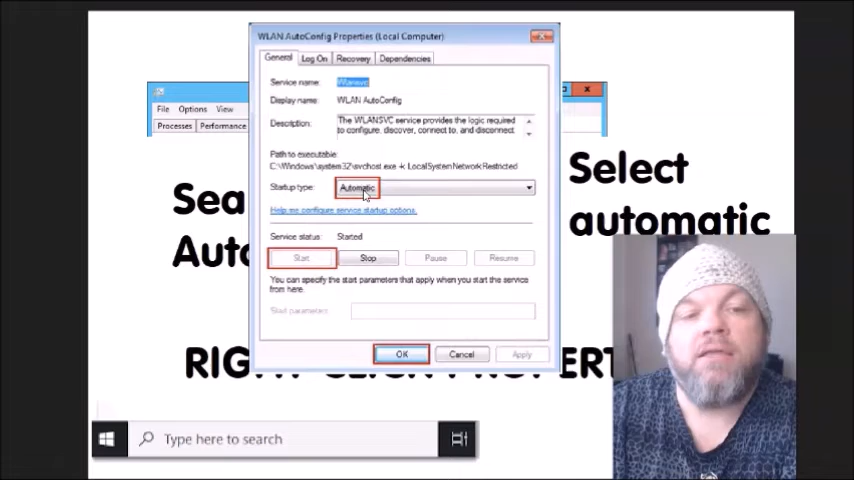 WLAN AutoConfig Properties (Local Computer)
General Log On Recovery Dependencies
Service name: Wlansvc
Display name: WLAN AutoConfig
Description: The WLANSVC service provides the logic required
to configure, discover, connect to, and disconnect
Path to executable:
C:\Windows\system32\svchost.exe -k LocalSystemNetworkRestricted
Startup type: Automatic
Help me configure service startup options.
Service status: Started
Start Stop Pause Resume
You can specify the start parameters that apply when you start the service
from here.
Start parameters:
OK Cancel Apply
File Options View
Processes Performance
Select
automatic
Type here to search